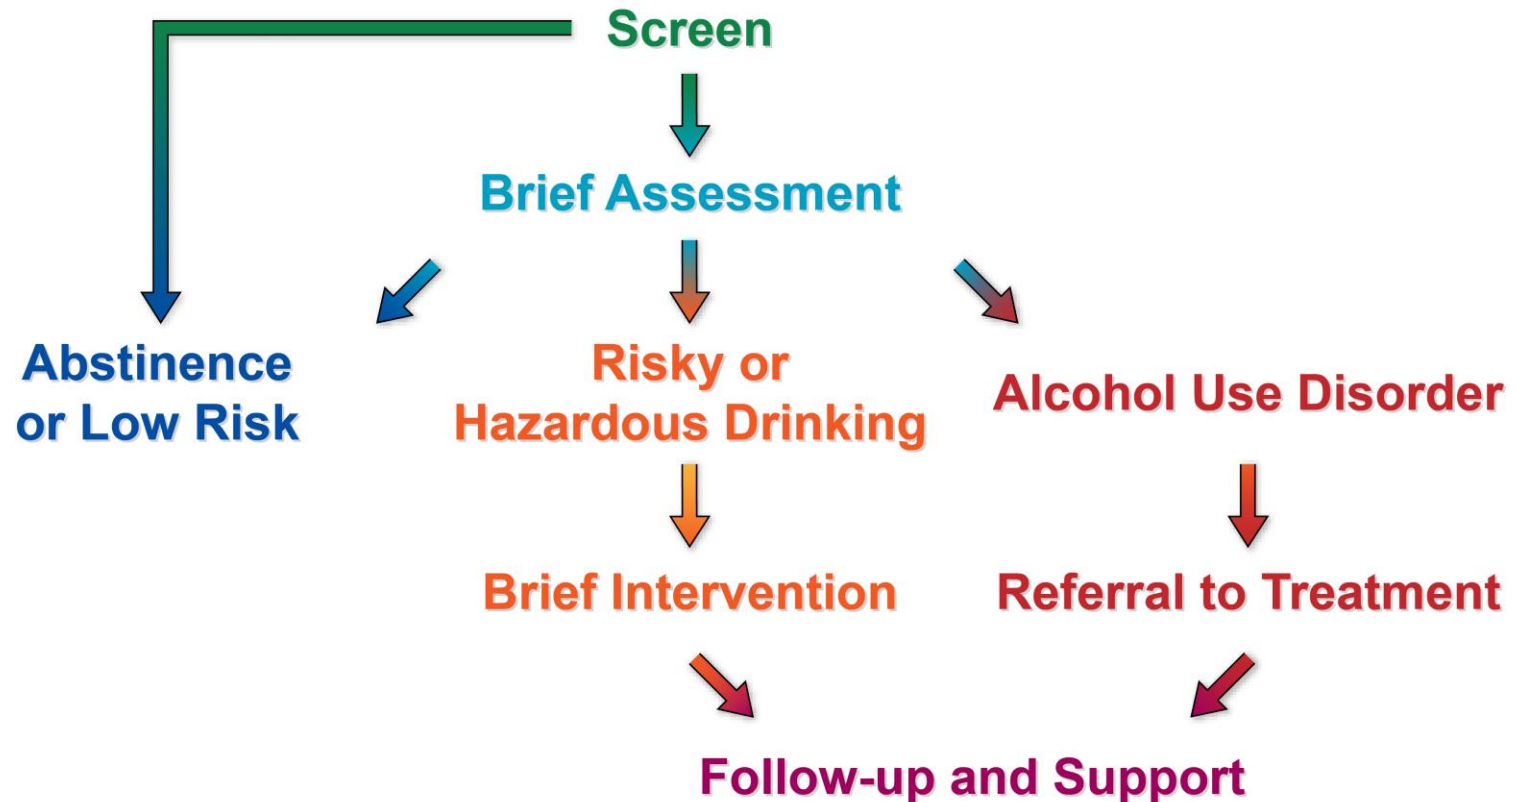 Screen
Brief Assessment
Abstinence
or Low Risk
Risky or
Hazardous Drinking
Alcohol Use Disorder
Brief Intervention
Referral to Treatment
Follow-up and Support